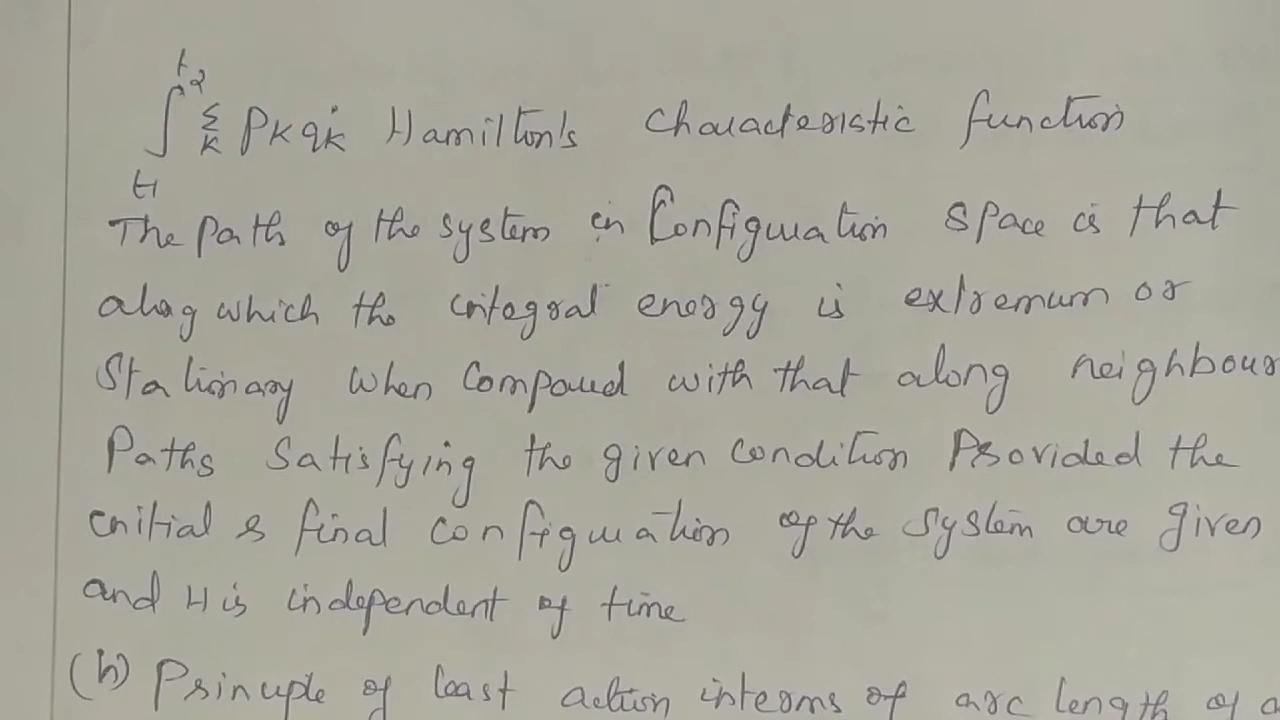 ∫_{t1}^{t2} Σ_k P_K q̇_K Hamilton's characteristic function
The path of the system in Configuration space is that
along which the integral energy is extremum or
Stationary when compared with that along neighbour
Paths satisfying the given condition Provided the
initial & final configuration of the system are given
and H is independent of time
(h) Principle of least action interms of arc length of a